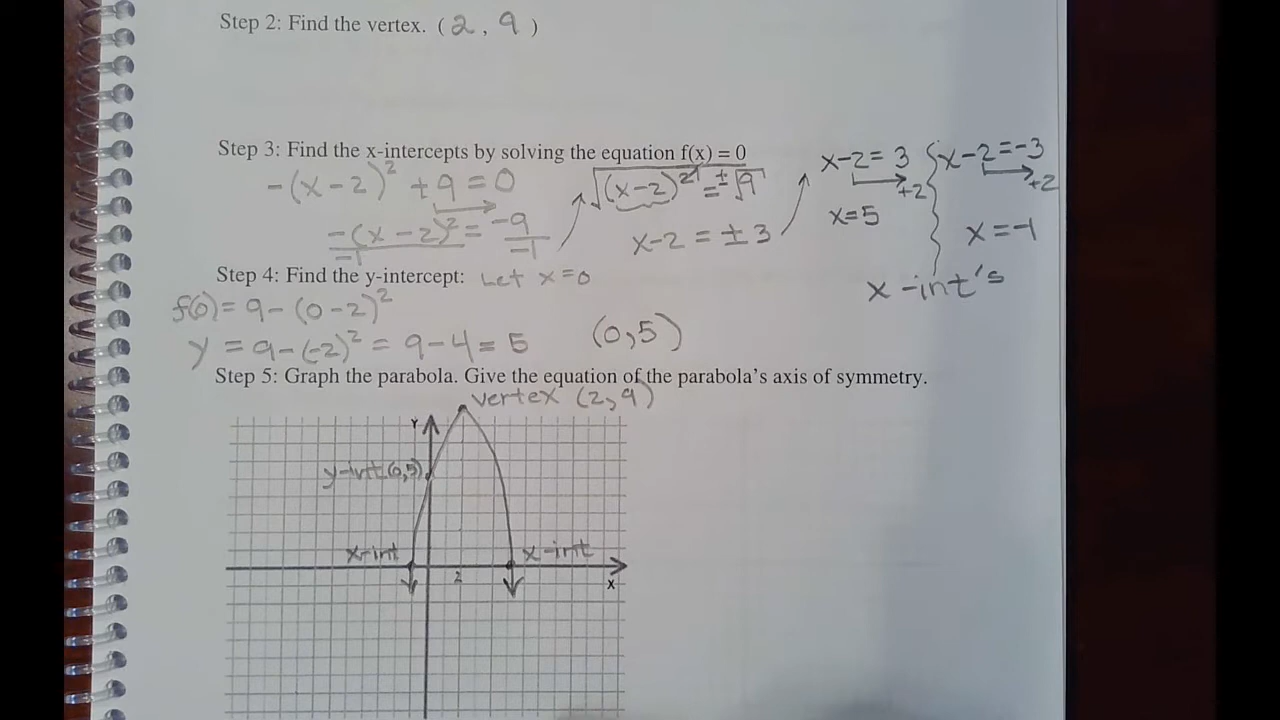 Step 2: Find the vertex. (2, 9)
Step 3: Find the x-intercepts by solving the equation f(x) = 0
-(x-2)² + 9 = 0
-(x-2)² = -9
-1 -1
√(x-2)² = ±√9
x-2 = ±3
x-2 = 3
+2
x=5
x-2=-3
+2
x=-1
x-int's
Step 4: Find the y-intercept: Let x=0
f(0) = 9-(0-2)²
y = 9-(-2)² = 9-4 = 5 (0,5)
Step 5: Graph the parabola. Give the equation of the parabola's axis of symmetry.
vertex (2,9)
Y
y-int(0,5)
x-int x-int
2
X